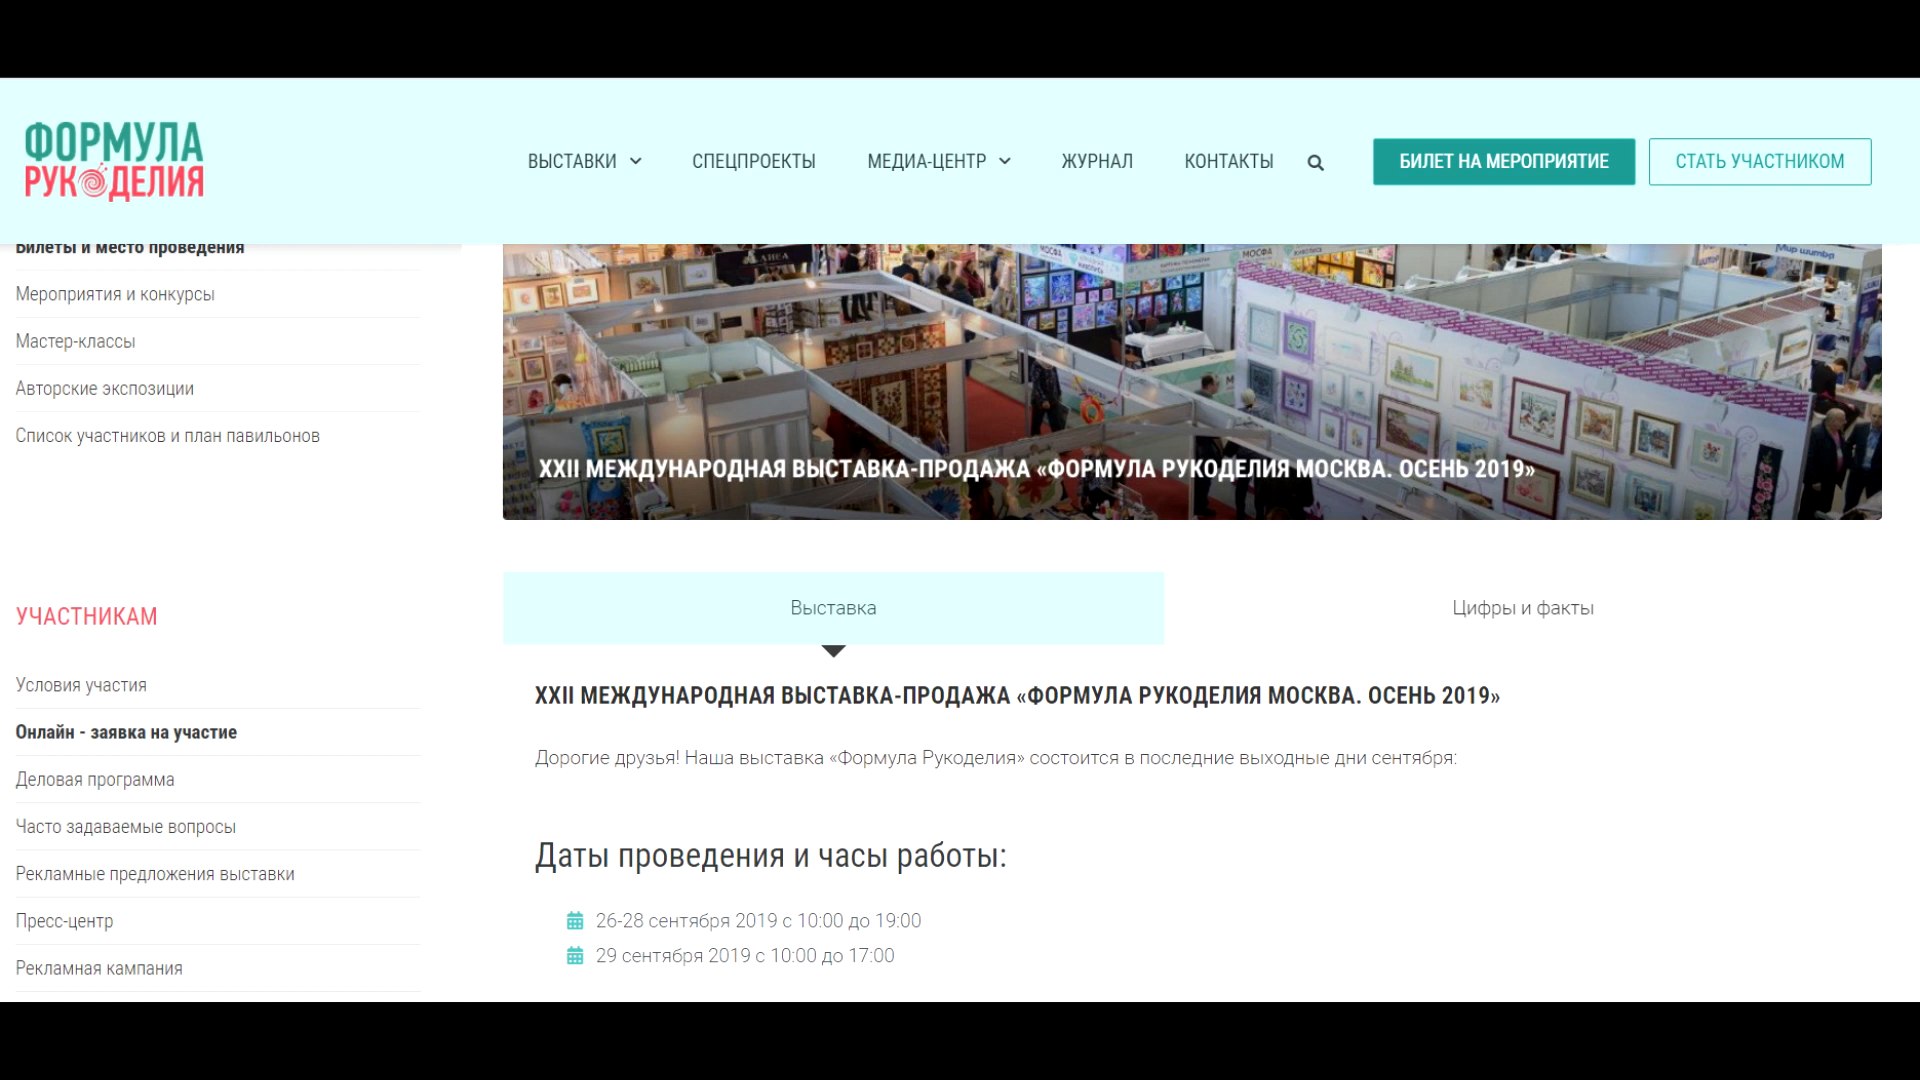 ФОРМУЛА
РУКОДЕЛИЯ
ВЫСТАВКИ
СПЕЦПРОЕКТЫ
МЕДИА-ЦЕНТР
ЖУРНАЛ
КОНТАКТЫ
БИЛЕТ НА МЕРОПРИЯТИЕ
СТАТЬ УЧАСТНИКОМ
Билеты и место проведения
Мероприятия и конкурсы
Мастер-классы
Авторские экспозиции
Список участников и план павильонов
УЧАСТНИКАМ
Условия участия
Онлайн - заявка на участие
Деловая программа
Часто задаваемые вопросы
Рекламные предложения выставки
Пресс-центр
Рекламная кампания
МОСФА
МОСФА
XXII МЕЖДУНАРОДНАЯ ВЫСТАВКА-ПРОДАЖА «ФОРМУЛА РУКОДЕЛИЯ МОСКВА. ОСЕНЬ 2019»
Выставка
Цифры и факты
XXII МЕЖДУНАРОДНАЯ ВЫСТАВКА-ПРОДАЖА «ФОРМУЛА РУКОДЕЛИЯ МОСКВА. ОСЕНЬ 2019»
Дорогие друзья! Наша выставка «Формула Рукоделия» состоится в последние выходные дни сентября:
Даты проведения и часы работы:
26-28 сентября 2019 с 10:00 до 19:00
29 сентября 2019 с 10:00 до 17:00